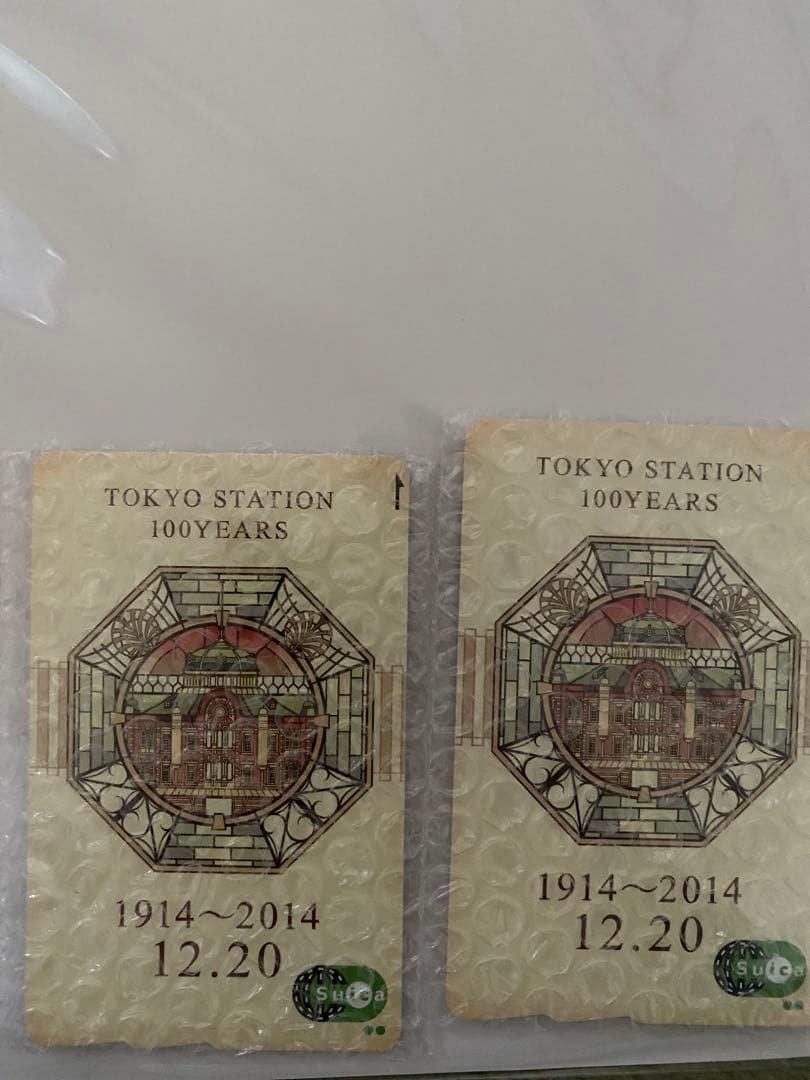 TOKYO STATION
100YEARS
1914～2014
12.20
Suica
TOKYO STATION
100YEARS
1914～2014
12.20
Suica